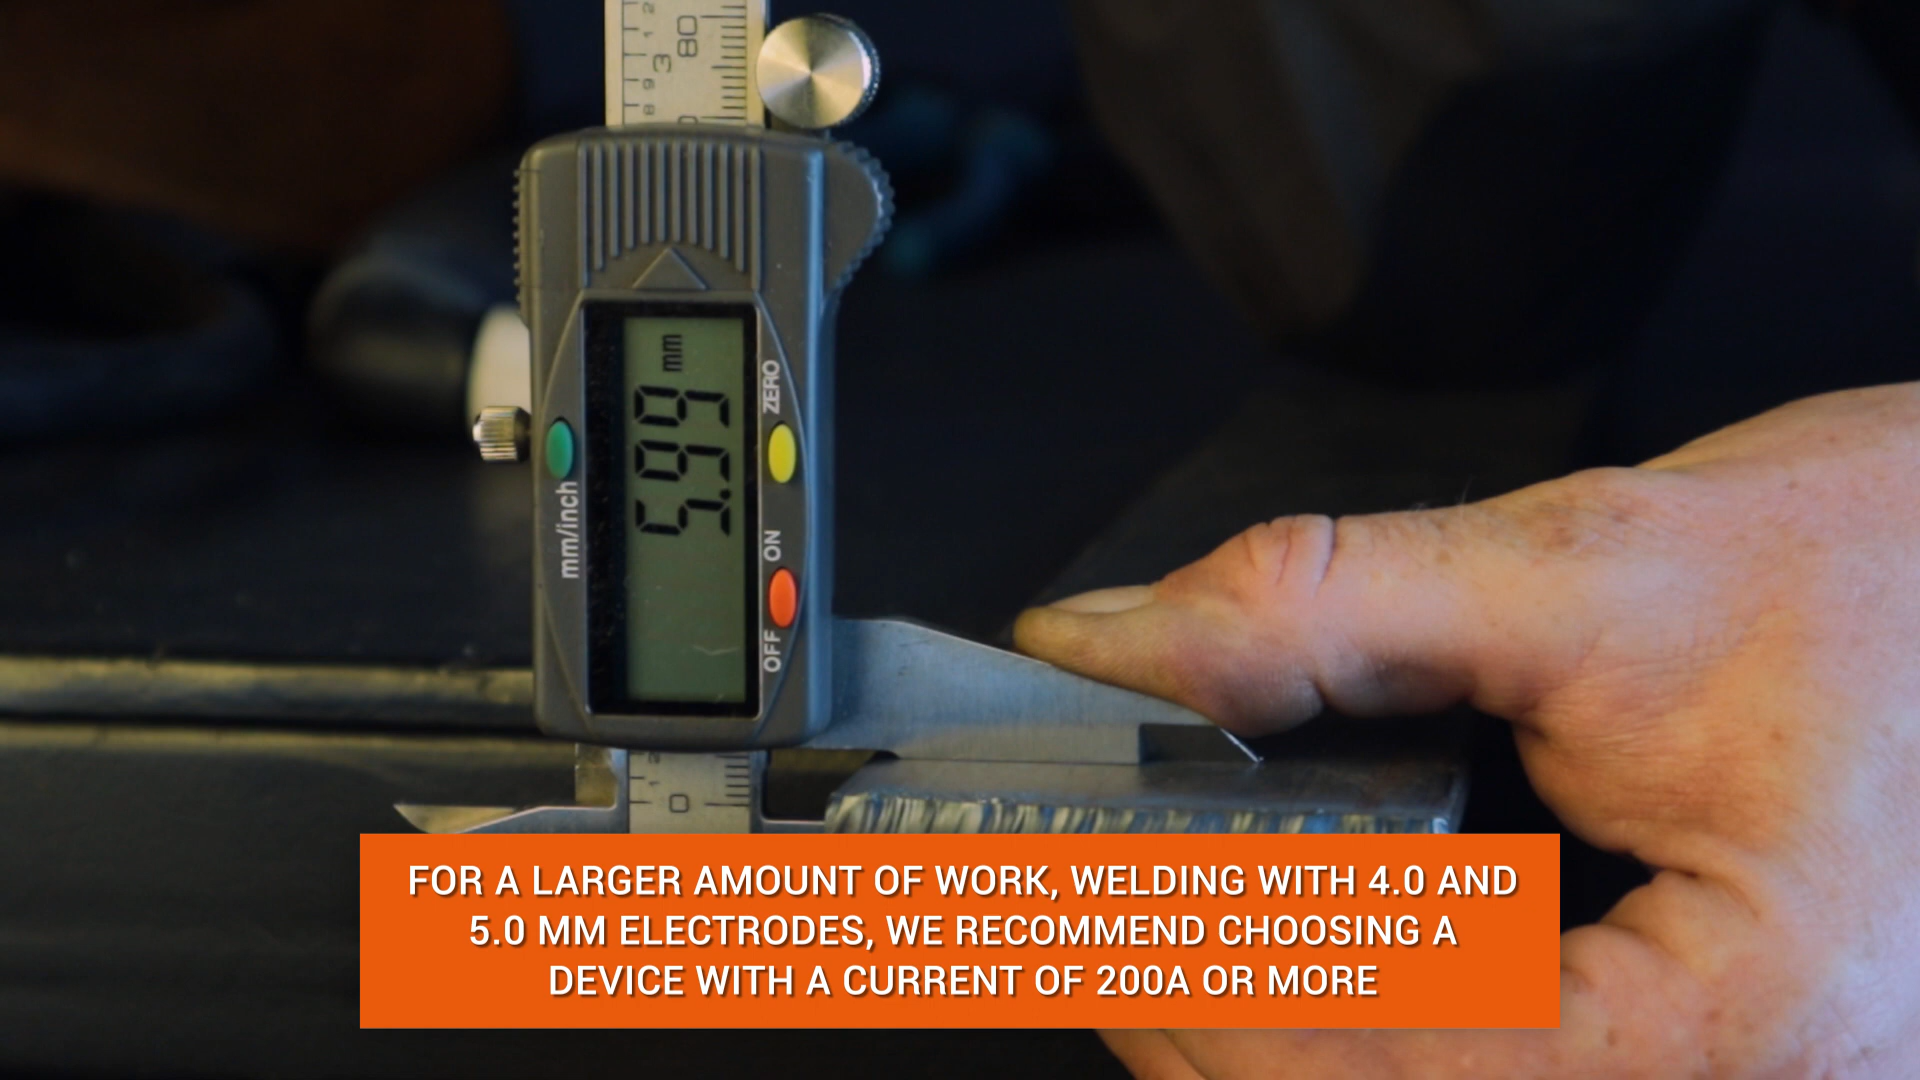 80
3
mm
5.99
ZERO
mm/inch
ON
OFF
0
FOR A LARGER AMOUNT OF WORK, WELDING WITH 4.0 AND
5.0 MM ELECTRODES, WE RECOMMEND CHOOSING A
DEVICE WITH A CURRENT OF 200A OR MORE